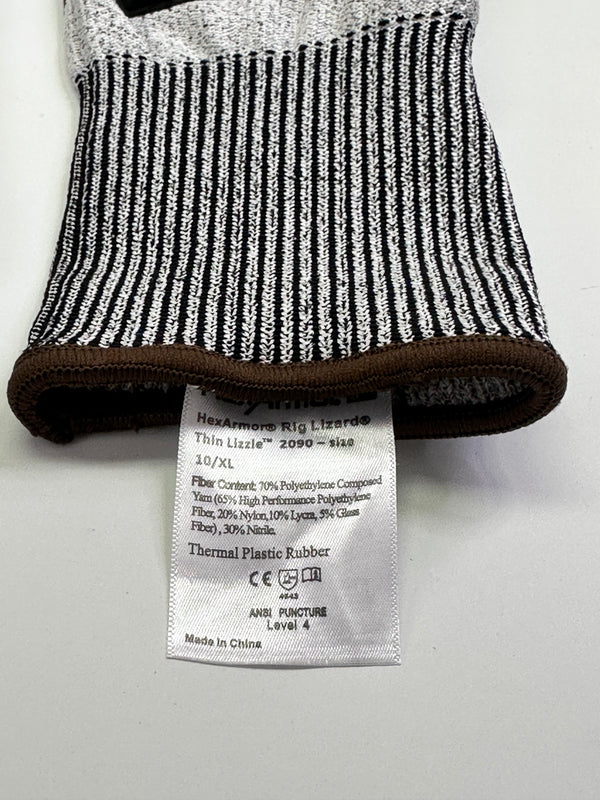 HexArmor® Rig Lizard®
Thin Lizzie™ 2090 – size
10/XL
Fiber Content: 70% Polyethylene Composed
Yarn (65% High Performance Polyethylene
Fiber, 20% Nylon,10% Lycra, 5% Glass
Fiber) , 30% Nitrile.
Thermal Plastic Rubber
CE
4543
ANSI PUNCTURE
Level 4
Made in China